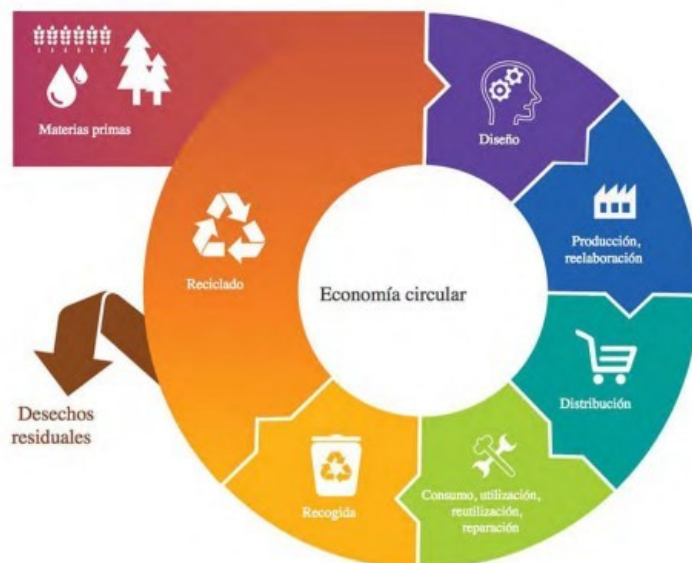 Materias primas
Diseño
Producción,
reelaboración
Reciclado
Economía circular
Distribución
Desechos
residuales
Recogida
Consumo, utilización,
reutilización,
reparación